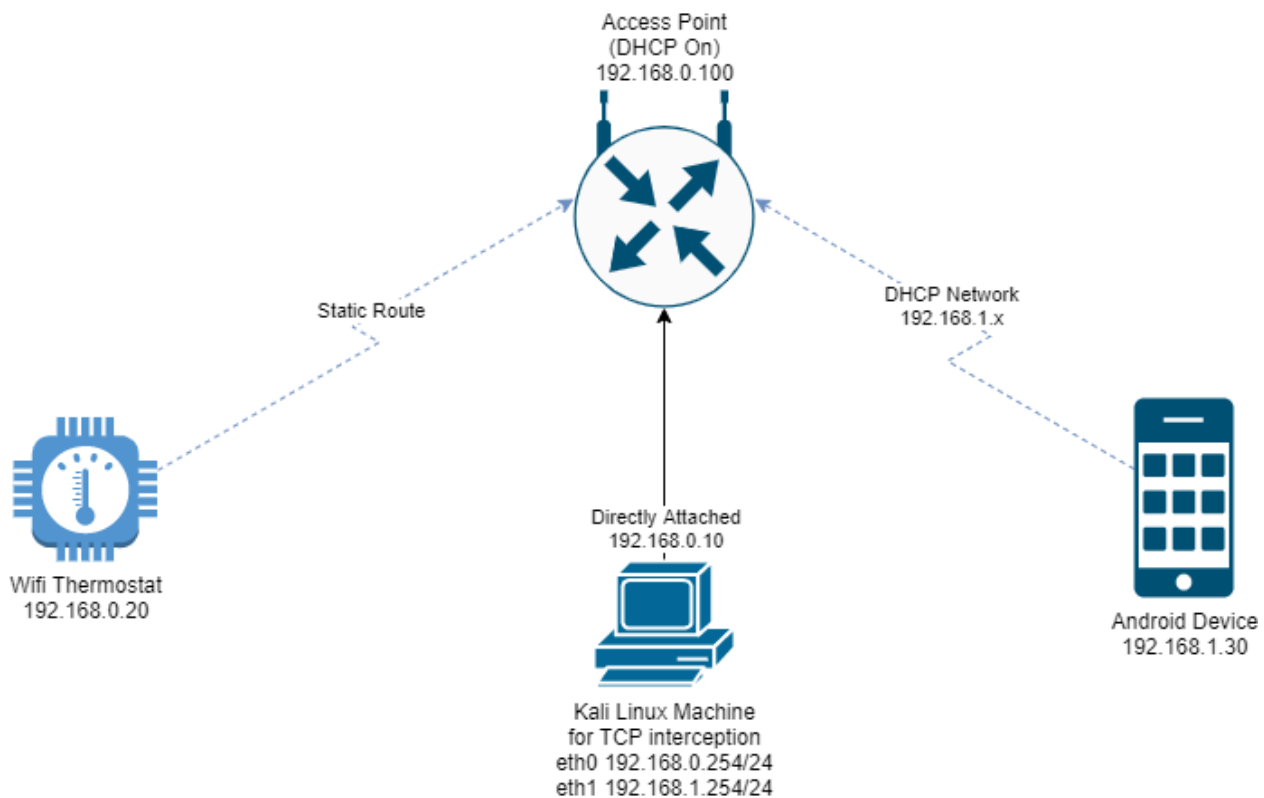 Access Point
(DHCP On)
192.168.0.100
Static Route
DHCP Network
192.168.1.x
Directly Attached
192.168.0.10
Wifi Thermostat
192.168.0.20
Android Device
192.168.1.30
Kali Linux Machine
for TCP interception
eth0 192.168.0.254/24
eth1 192.168.1.254/24